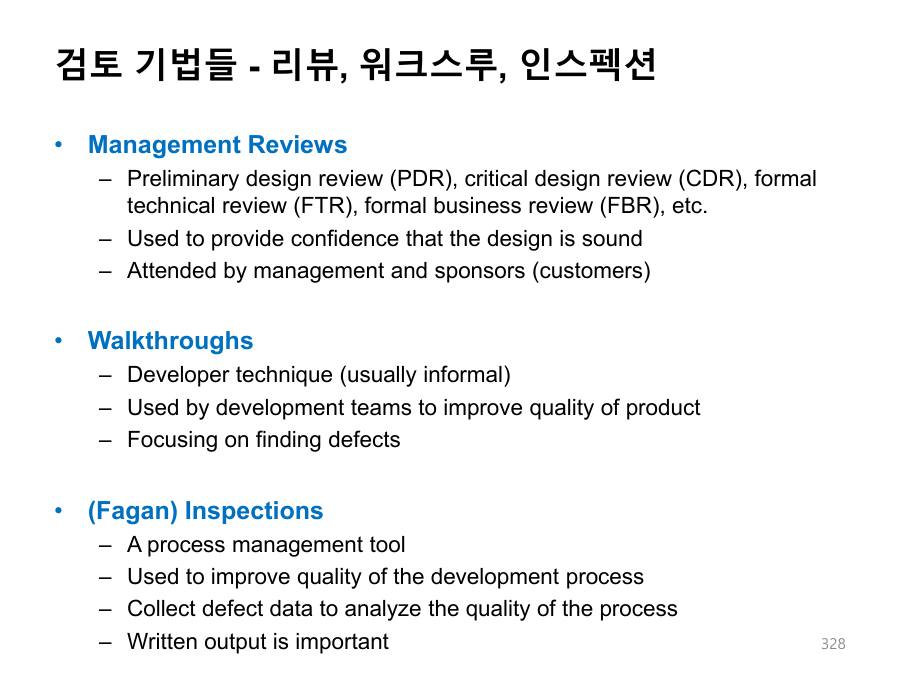 검토 기법들 - 리뷰, 워크스루, 인스펙션
• Management Reviews
– Preliminary design review (PDR), critical design review (CDR), formal
technical review (FTR), formal business review (FBR), etc.
– Used to provide confidence that the design is sound
– Attended by management and sponsors (customers)
• Walkthroughs
– Developer technique (usually informal)
– Used by development teams to improve quality of product
– Focusing on finding defects
• (Fagan) Inspections
– A process management tool
– Used to improve quality of the development process
– Collect defect data to analyze the quality of the process
– Written output is important
328